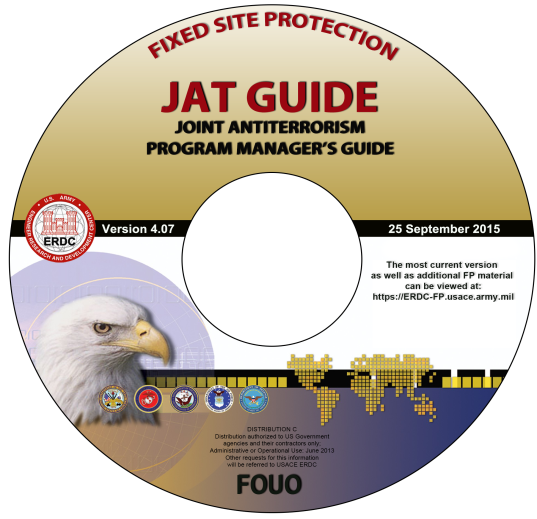 FIXED SITE PROTECTION
JAT GUIDE
JOINT ANTITERRORISM
PROGRAM MANAGER'S GUIDE
U.S. ARMY
ENGINEER RESEARCH AND DEVELOPMENT CENTER
ERDC
Version 4.07
25 September 2015
The most current version
as well as additional FP material
can be viewed at:
https://ERDC-FP.usace.army.mil
DISTRIBUTION C
Distribution authorized to US Government
agencies and their contractors only:
Administrative or Operational Use: June 2013
Other requests for this information
will be referred to USACE ERDC
FOUO